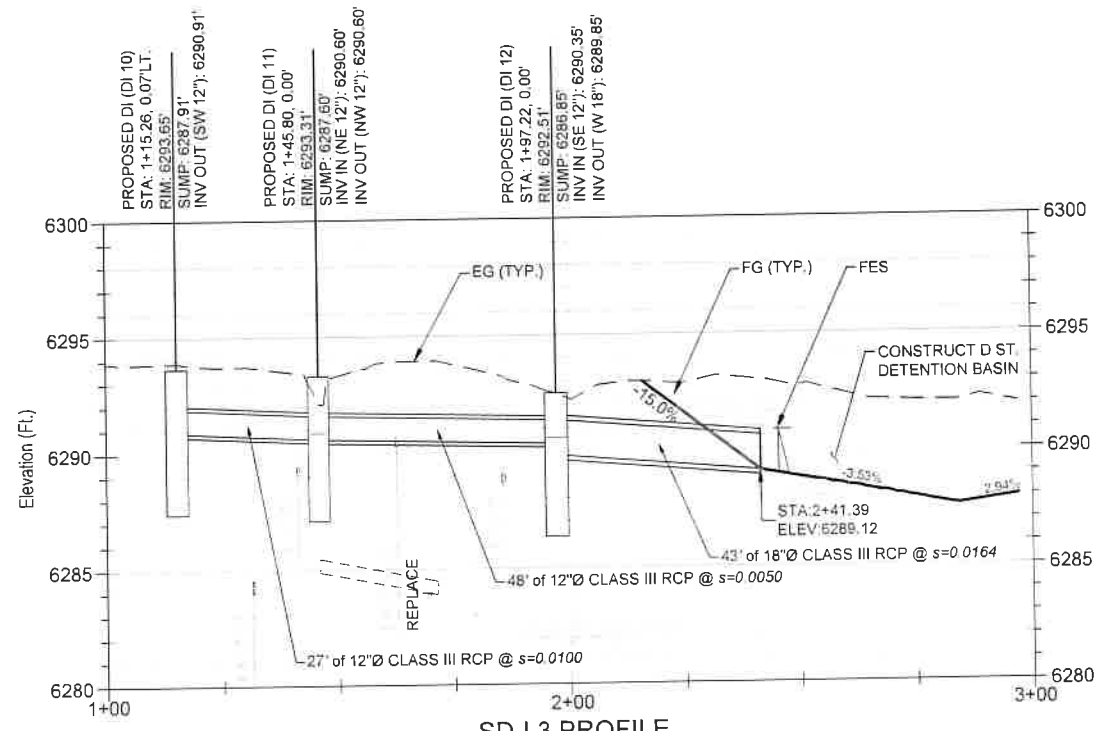 PROPOSED DI (DI 10)
STA: 1+15.26, 0.07'LT.
RIM: 6293.65'
SUMP: 6287.91'
INV OUT (SW 12"): 6290.91'
PROPOSED DI (DI 11)
STA: 1+45.80, 0.00'
RIM: 6293.31'
SUMP: 6287.60'
INV IN (NE 12"): 6290.60'
INV OUT (NW 12"): 6290.60'
PROPOSED DI (DI 12)
STA: 1+97.22, 0.00'
RIM: 6292.51'
SUMP: 6286.85'
INV IN (SE 12"): 6290.35'
INV OUT (W 18"): 6289.85'
6300
6300
EG (TYP.)
FG (TYP.)
FES
6295
6295
CONSTRUCT D ST.
DETENTION BASIN
-15.0%
Elevation (Ft.)
6290
6290
-3.53%
2.94%
STA:2+41.39
ELEV:6289.12
43' of 18"Ø CLASS III RCP @ s=0.0164
6285
6285
48' of 12"Ø CLASS III RCP @ s=0.0050
REPLACE
27' of 12"Ø CLASS III RCP @ s=0.0100
6280
6280
1+00
2+00
3+00
SD-L3 PROFILE